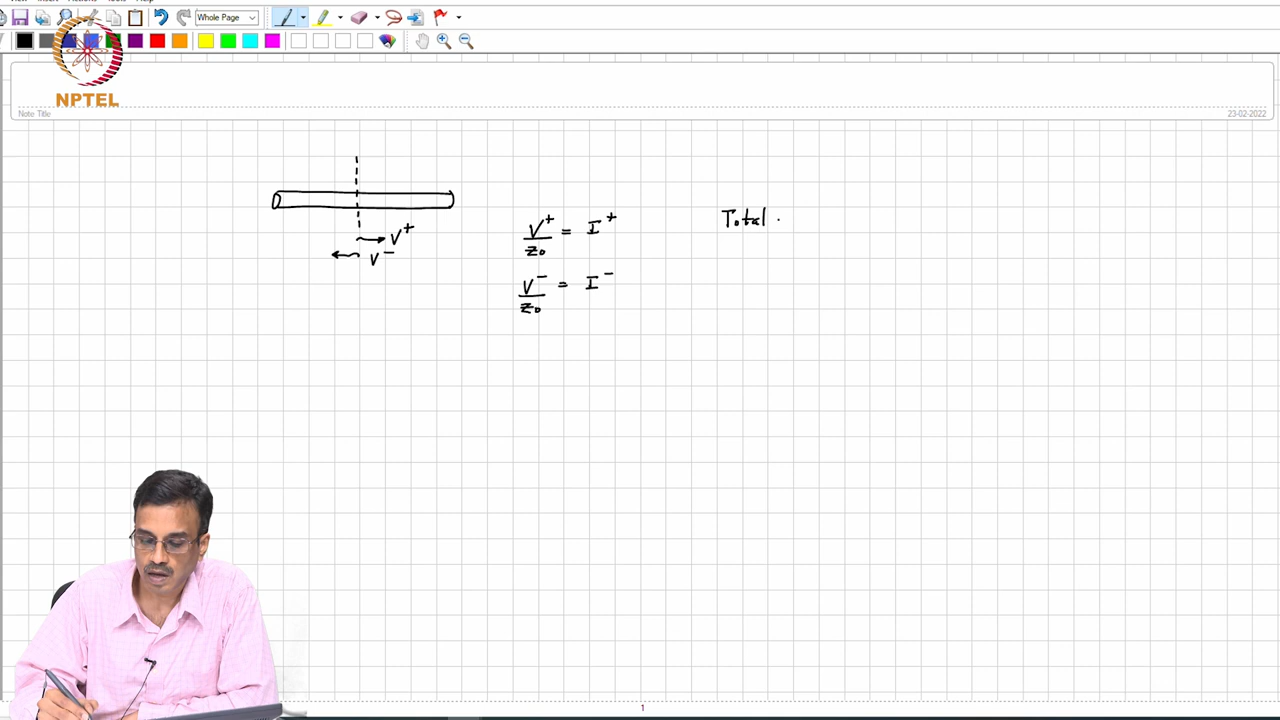 Whole Page
NPTEL
Note Title
23-02-2022
V⁺/Z₀ = I⁺
Total
V⁺
V⁻
V⁻/Z₀ = I⁻
1